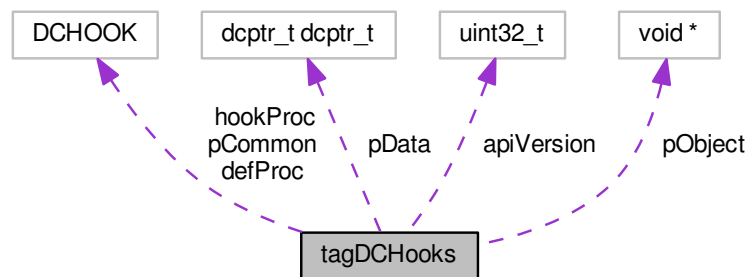 DCHOOK
dcptr_t dcptr_t
uint32_t
void *
hookProc
pCommon
defProc
pData
apiVersion
pObject
tagDCHooks